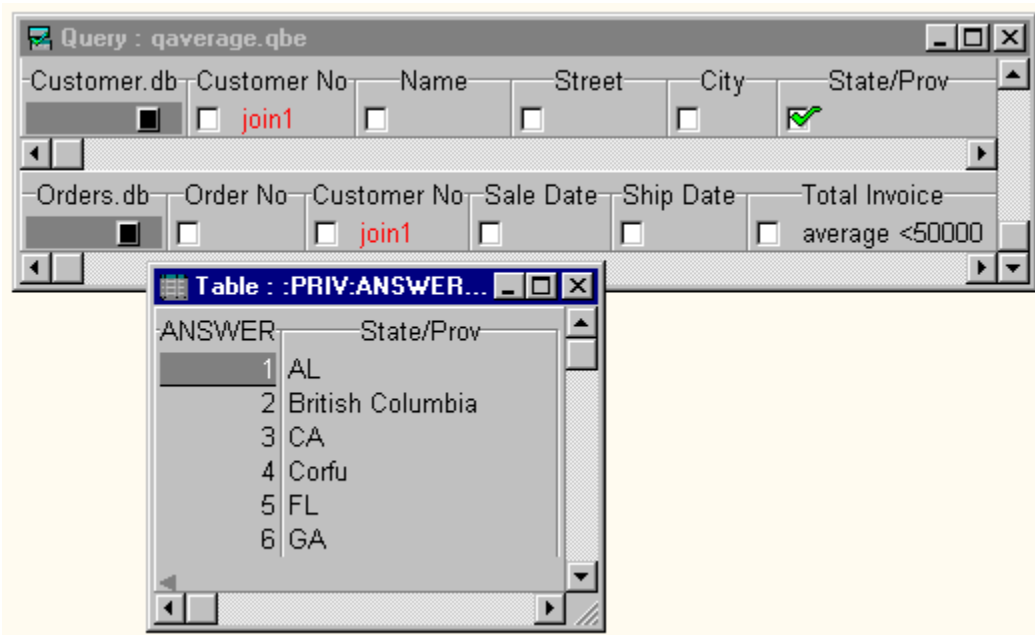 Query : qaverage.qbe
Customer.db Customer No Name Street City State/Prov
join1
Orders.db Order No Customer No Sale Date Ship Date Total Invoice
join1 average <50000
Table : :PRIV:ANSWER...
ANSWER State/Prov
1 AL
2 British Columbia
3 CA
4 Corfu
5 FL
6 GA